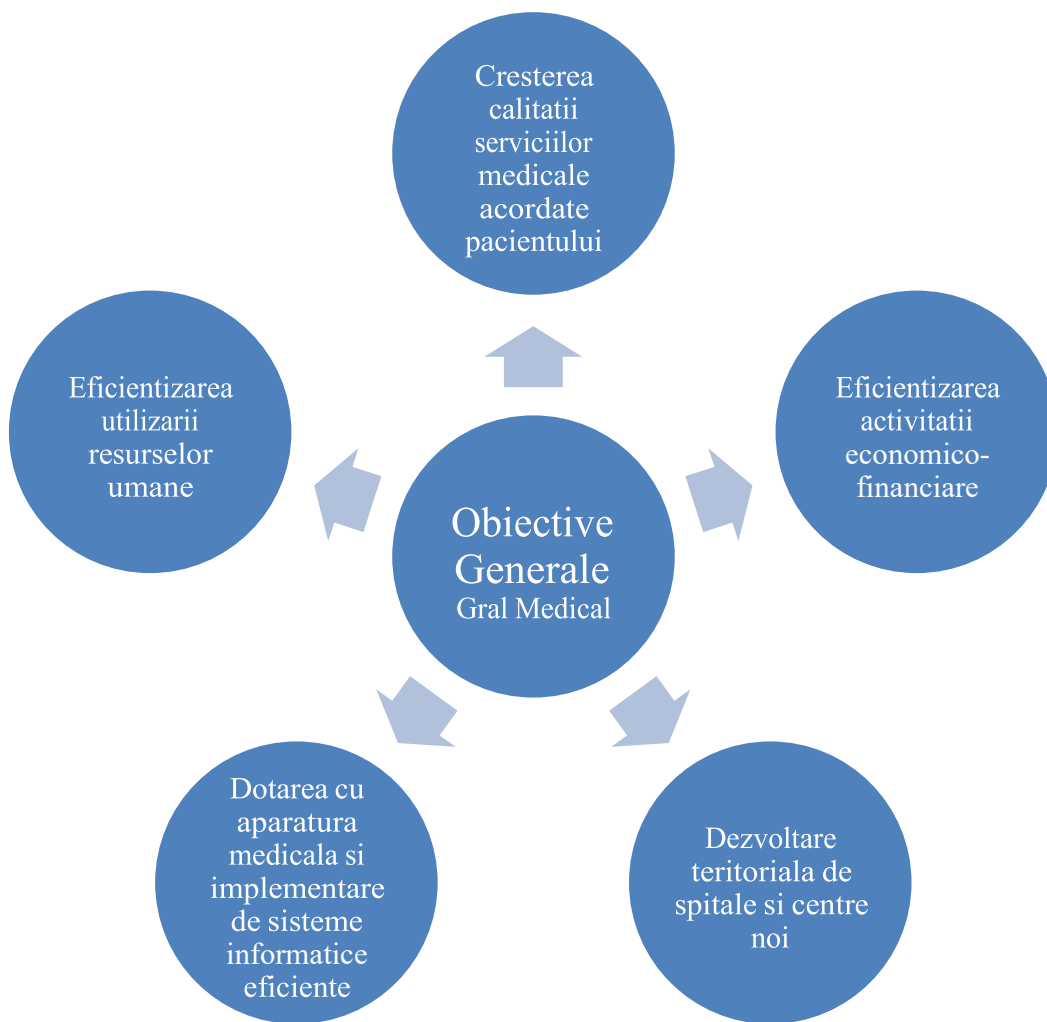 Cresterea
calitatii
serviciilor
medicale
acordate
pacientului
Eficientizarea
utilizarii
resurselor
umane
Eficientizarea
activitatii
economico-
financiare
Obiective
Generale
Gral Medical
Dotarea cu
aparatura
medicala si
implementare
de sisteme
informatice
eficiente
Dezvoltare
teritoriala de
spitale si centre
noi